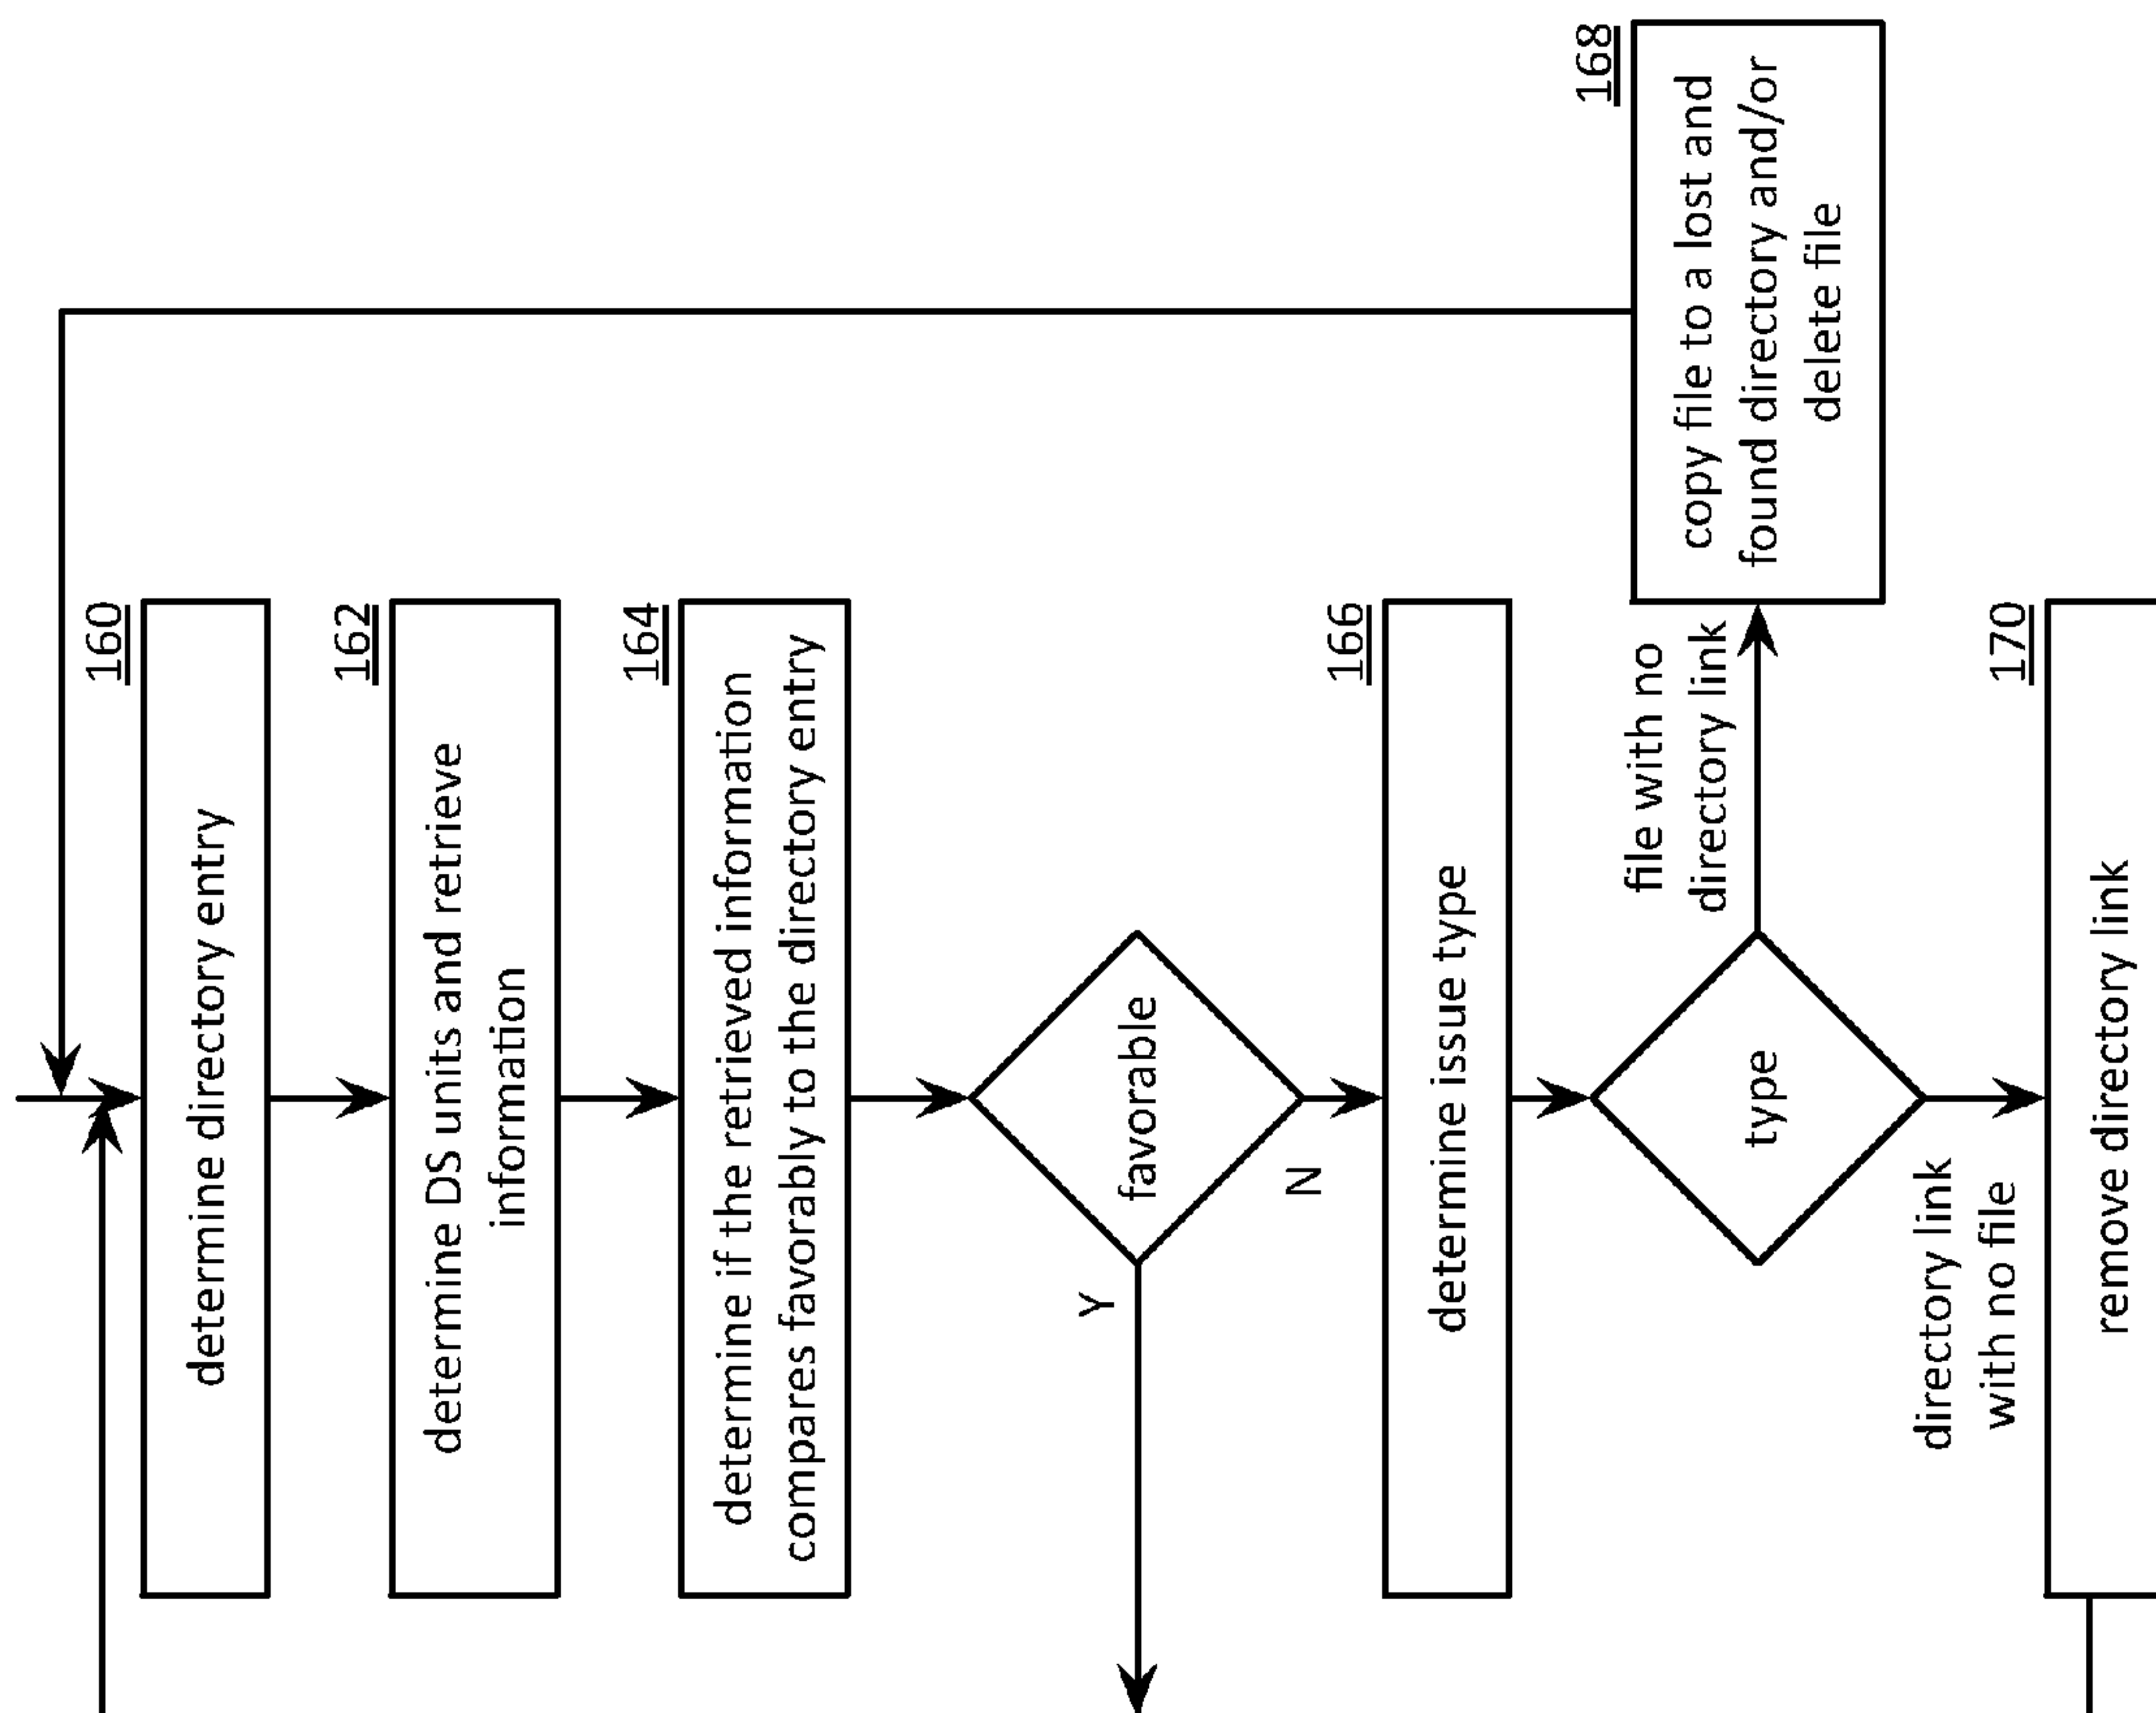 160
determine directory entry
162
determine DS units and retrieve
information
164
determine if the retrieved information
compares favorably to the directory entry
favorable
Y
N
166
determine issue type
type
file with no
directory link
168
copy file to a lost and
found directory and/or
delete file
directory link
with no file
170
remove directory link